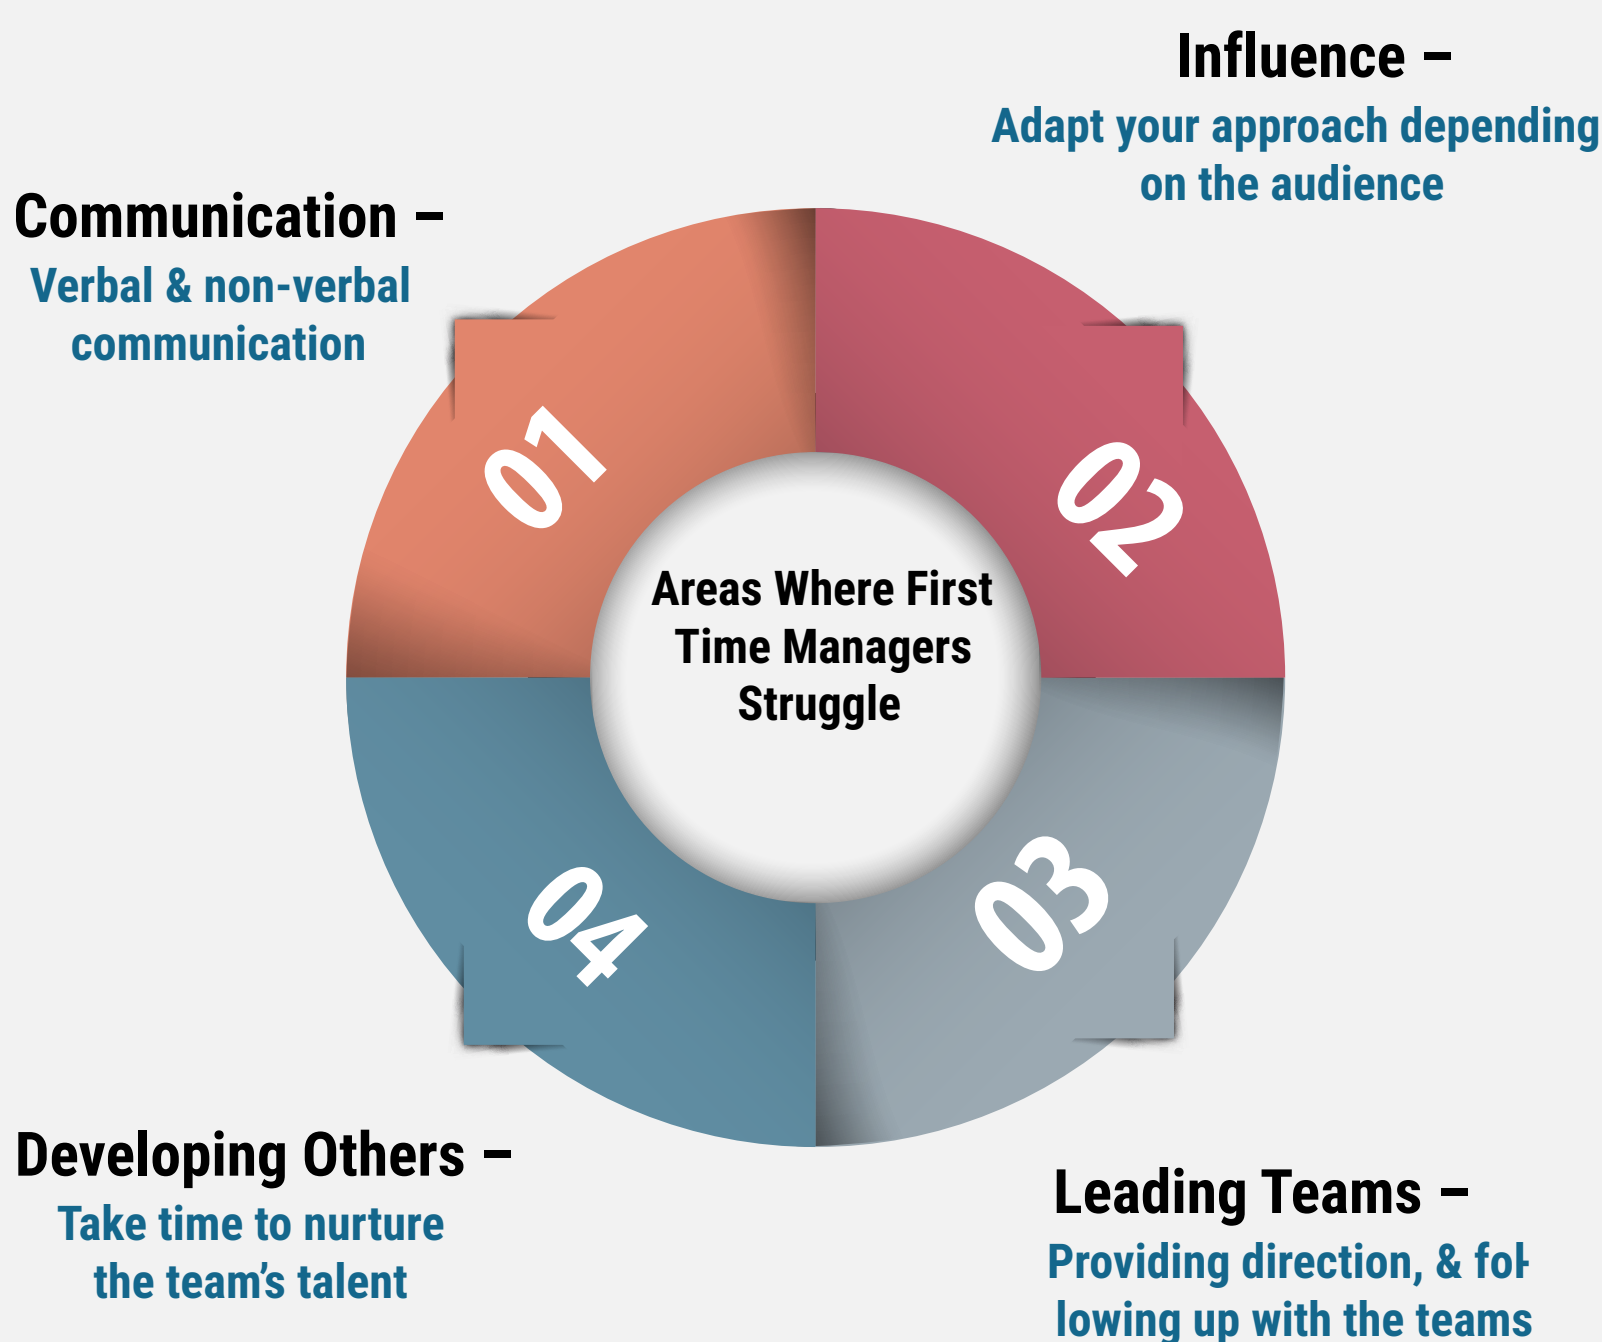 Communication –
Verbal & non-verbal
communication
01
Influence –
Adapt your approach depending
on the audience
02
Areas Where First
Time Managers
Struggle
Leading Teams –
Providing direction, & fol-
lowing up with the teams
03
Developing Others –
Take time to nurture
the team’s talent
04